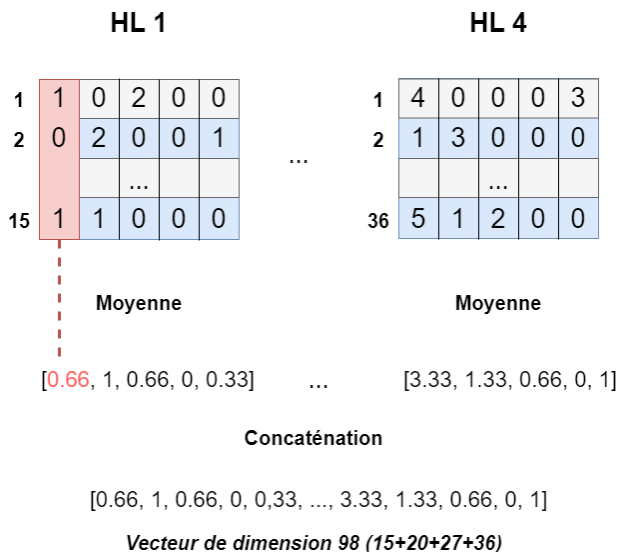 HL 1 HL 4
1 1 0 2 0 0 1 4 0 0 0 3
2 0 2 0 0 1 ... 2 1 3 0 0 0
... ...
15 1 1 0 0 0 36 5 1 2 0 0
Moyenne Moyenne
[0.66, 1, 0.66, 0, 0.33] ... [3.33, 1.33, 0.66, 0, 1]
Concaténation
[0.66, 1, 0.66, 0, 0,33, ..., 3.33, 1.33, 0.66, 0, 1]
Vecteur de dimension 98 (15+20+27+36)